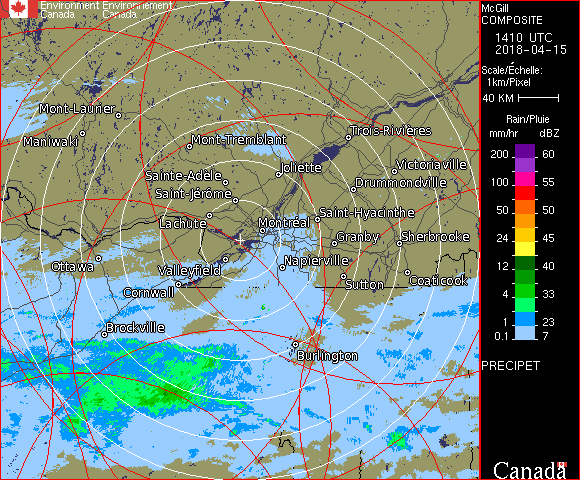 Environment Environnement
Canada Canada
McGill
COMPOSITE
1410 UTC
2018-04-15
Scale/Échelle:
1km/Pixel
40 KM
Rain/Pluie
mm/hr dBZ
200 60
100 55
50 50
24 45
12 40
4 33
1 23
0.1 7
PRECIPET
Canada
Mont-Laurier
Maniwaki
Mont-Tremblant
Trois-Rivières
Joliette
Victoriaville
Sainte-Adèle
Drummondville
Saint-Jérôme
Lachute
Saint-Hyacinthe
Montréal
Granby
Sherbrooke
Ottawa
Valleyfield
Napierville
Cornwall
Sutton
Coaticook
Brockville
Burlington